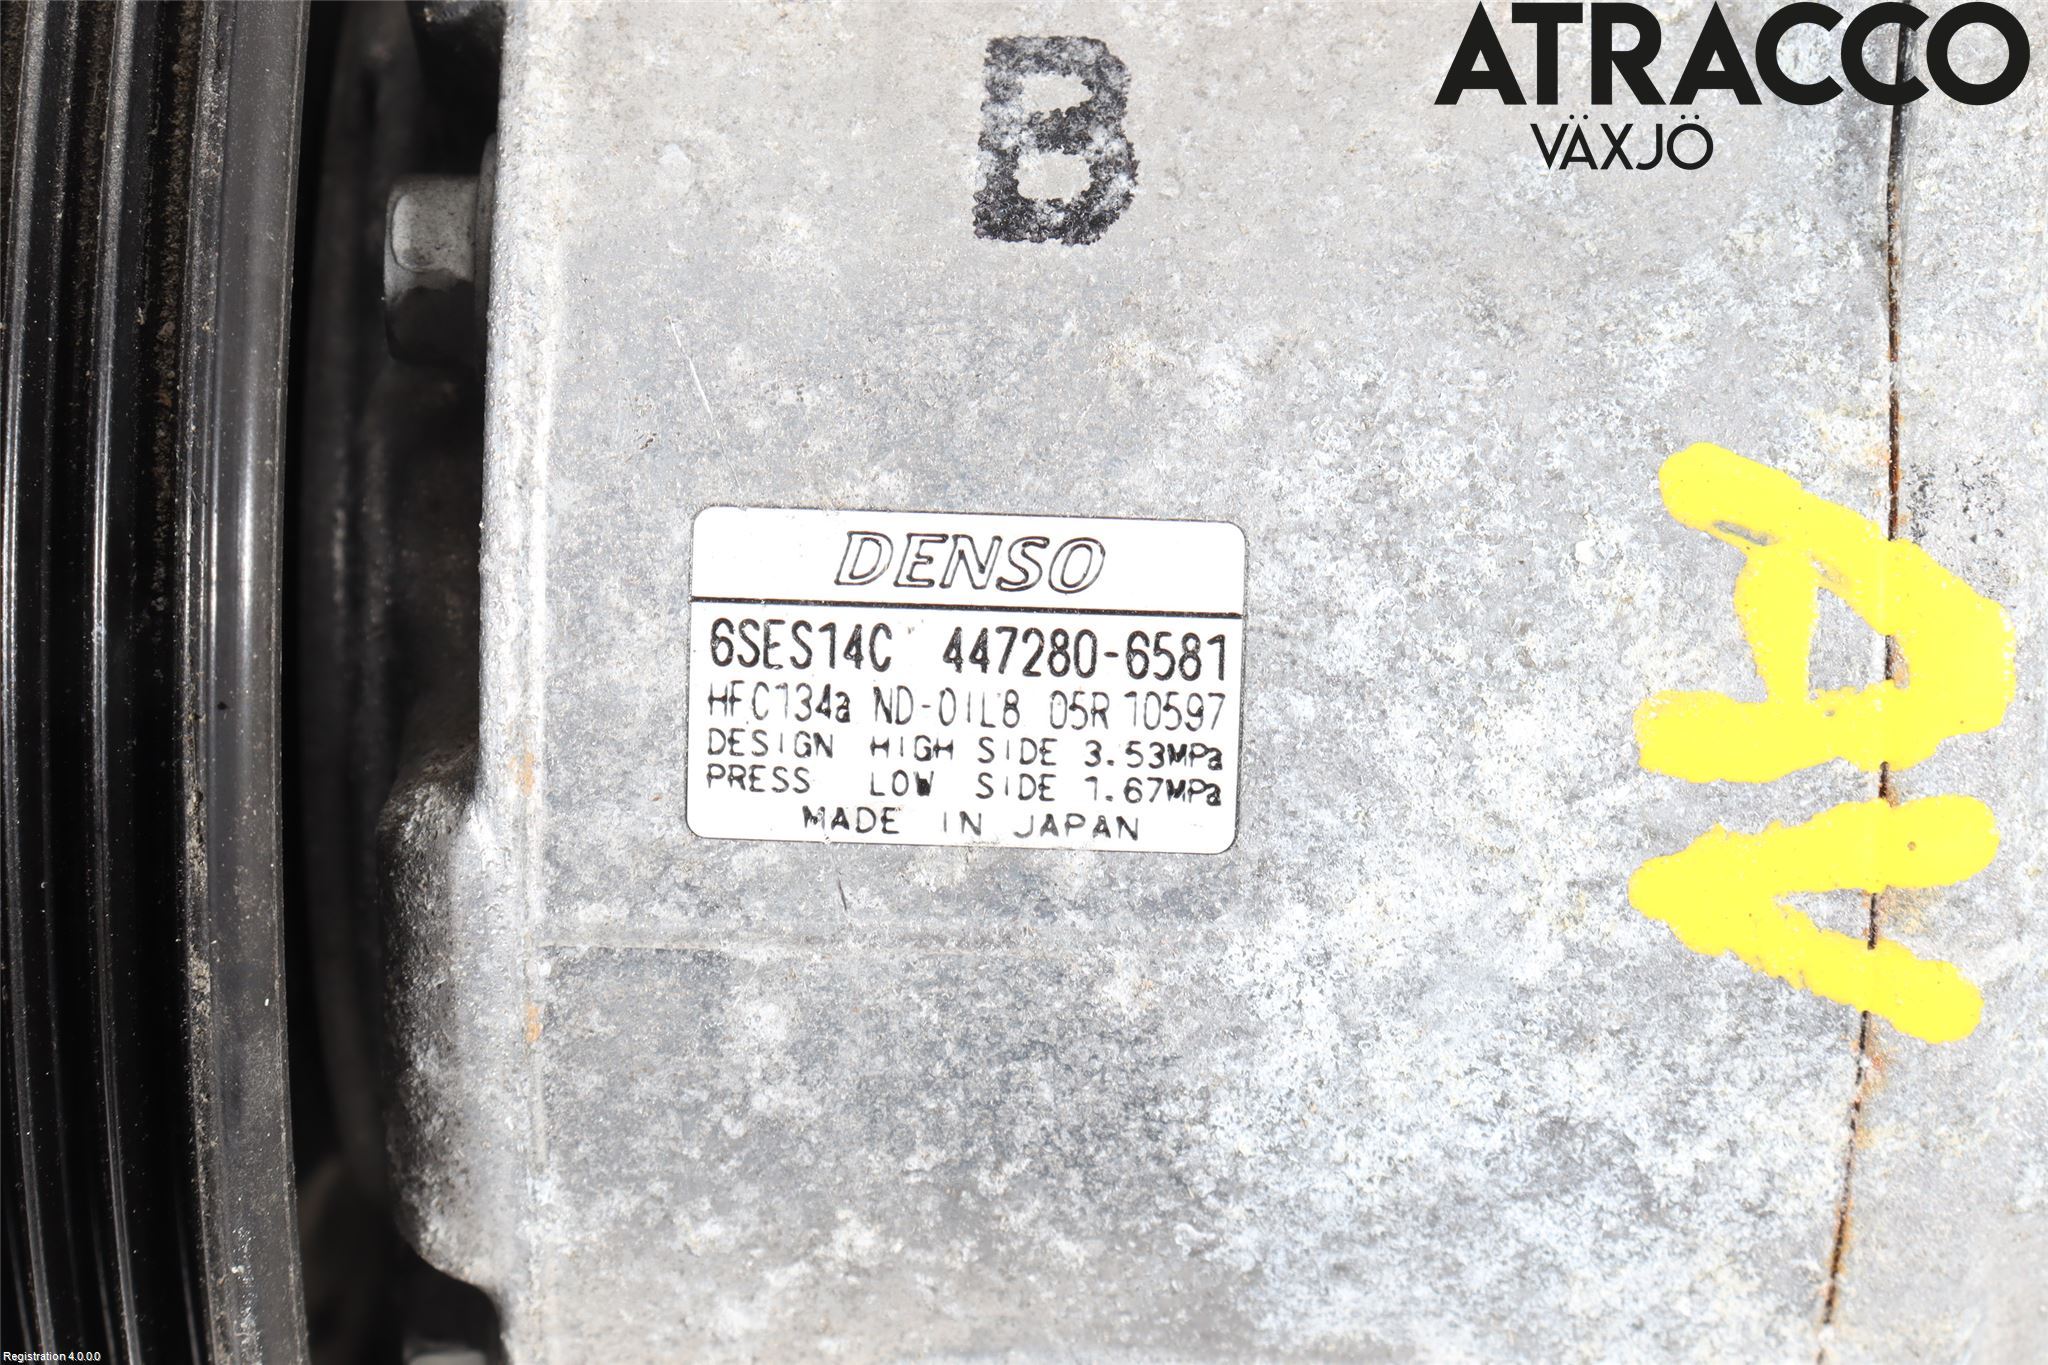 ATRACCO
VÄXJÖ
B
DENSO
6SES14C 447280-6581
HFC134a ND-OIL8 05R 10597
DESIGN HIGH SIDE 3.53MPa
PRESS LOW SIDE 1.67MPa
MADE IN JAPAN
AV
Registration 4.0.0.0